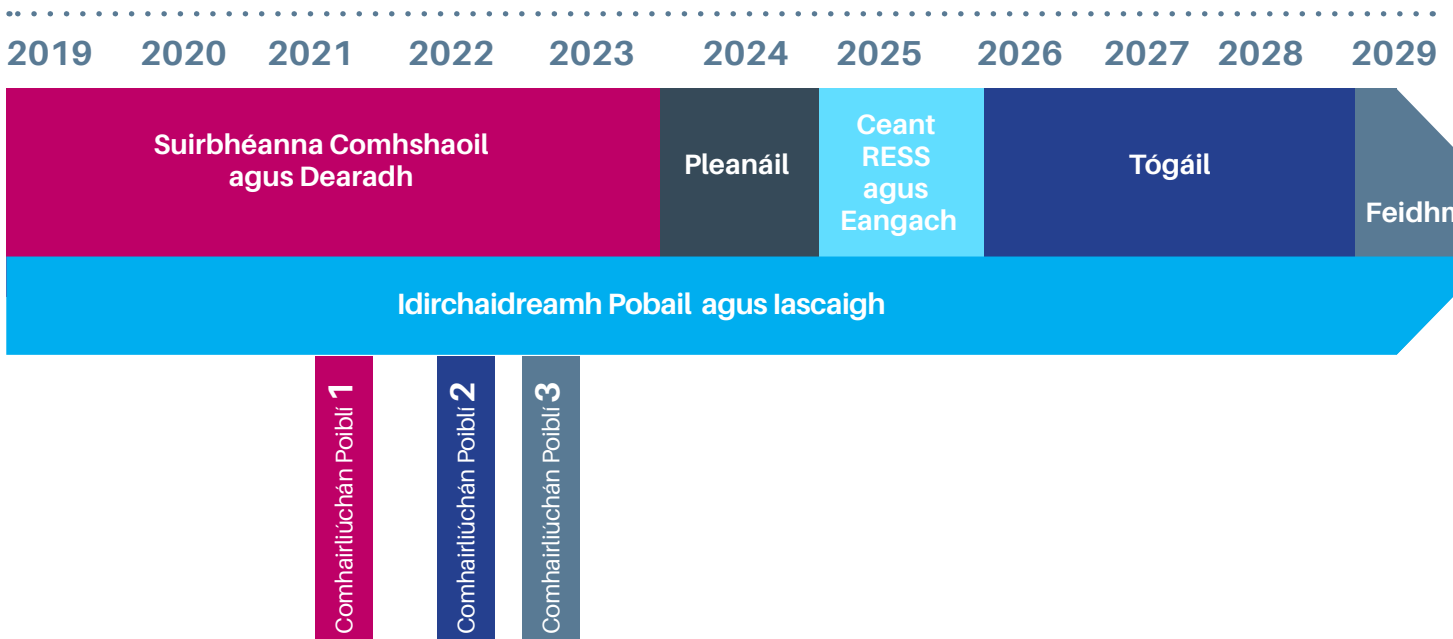 2019 2020 2021 2022 2023 2024 2025 2026 2027 2028 2029
Suirbhéanna Comhshaoil
agus Dearadh
Pleanáil
Ceant
RESS
agus
Eangach
Tógáil
Idirchaidreamh Pobail agus Iascaigh
Comhairliúchán Poiblí 1
Comhairliúchán Poiblí 2
Comhairliúchán Poiblí 3